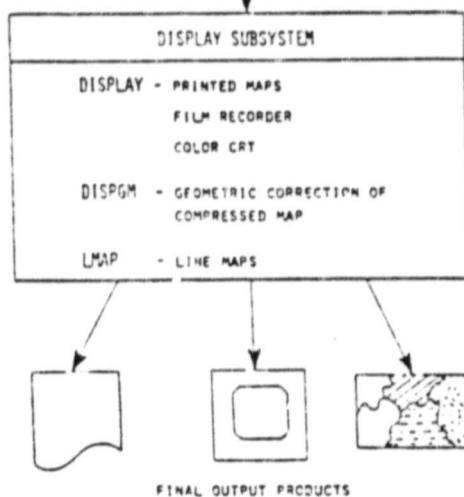 DISPLAY SUBSYSTEM
DISPLAY - PRINTED MAPS
FILM RECORDER
COLOR CRT
DISPGM - GEOMETRIC CORRECTION OF
COMPRESSED MAP
LMAP - LINE MAPS
FINAL OUTPUT PRODUCTS